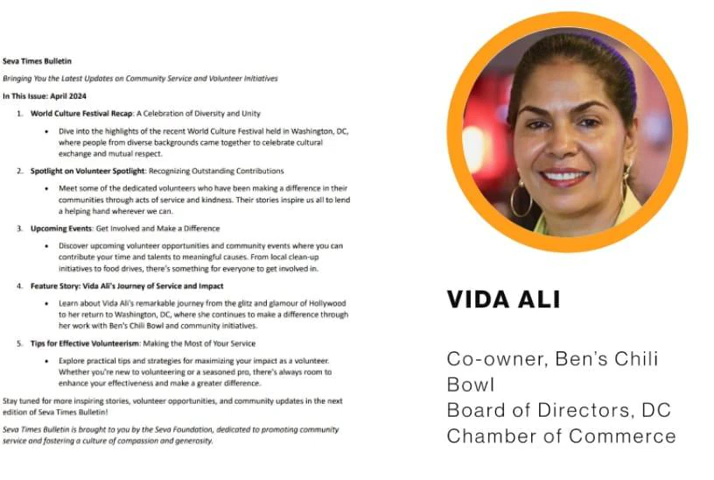 Seva Times Bulletin
Bringing You the Latest Updates on Community Service and Volunteer Initiatives
In This Issue: April 2024
1. World Culture Festival Recap: A Celebration of Diversity and Unity
• Dive into the highlights of the recent World Culture Festival held in Washington, DC,
where people from diverse backgrounds came together to celebrate cultural
exchange and mutual respect.
2. Spotlight on Volunteer Spotlight: Recognizing Outstanding Contributions
• Meet some of the dedicated volunteers who have been making a difference in their
communities through acts of service and kindness. Their stories inspire us all to lend
a helping hand wherever we can.
3. Upcoming Events: Get Involved and Make a Difference
• Discover upcoming volunteer opportunities and community events where you can
contribute your time and talents to meaningful causes. From local clean-up
initiatives to food drives, there's something for everyone to get involved in.
4. Feature Story: Vida Ali's Journey of Service and Impact
• Learn about Vida Ali's remarkable journey from the glitz and glamour of Hollywood
to her return to Washington, DC, where she continues to make a difference through
her work with Ben's Chili Bowl and community initiatives.
5. Tips for Effective Volunteerism: Making the Most of Your Service
• Explore practical tips and strategies for maximizing your impact as a volunteer.
Whether you're new to volunteering or a seasoned pro, there's always room to
enhance your effectiveness and make a greater difference.
Stay tuned for more inspiring stories, volunteer opportunities, and community updates in the next
edition of Seva Times Bulletin!
Seva Times Bulletin is brought to you by the Seva Foundation, dedicated to promoting community
service and fostering a culture of compassion and generosity.
VIDA ALI
Co-owner, Ben's Chili
Bowl
Board of Directors, DC
Chamber of Commerce